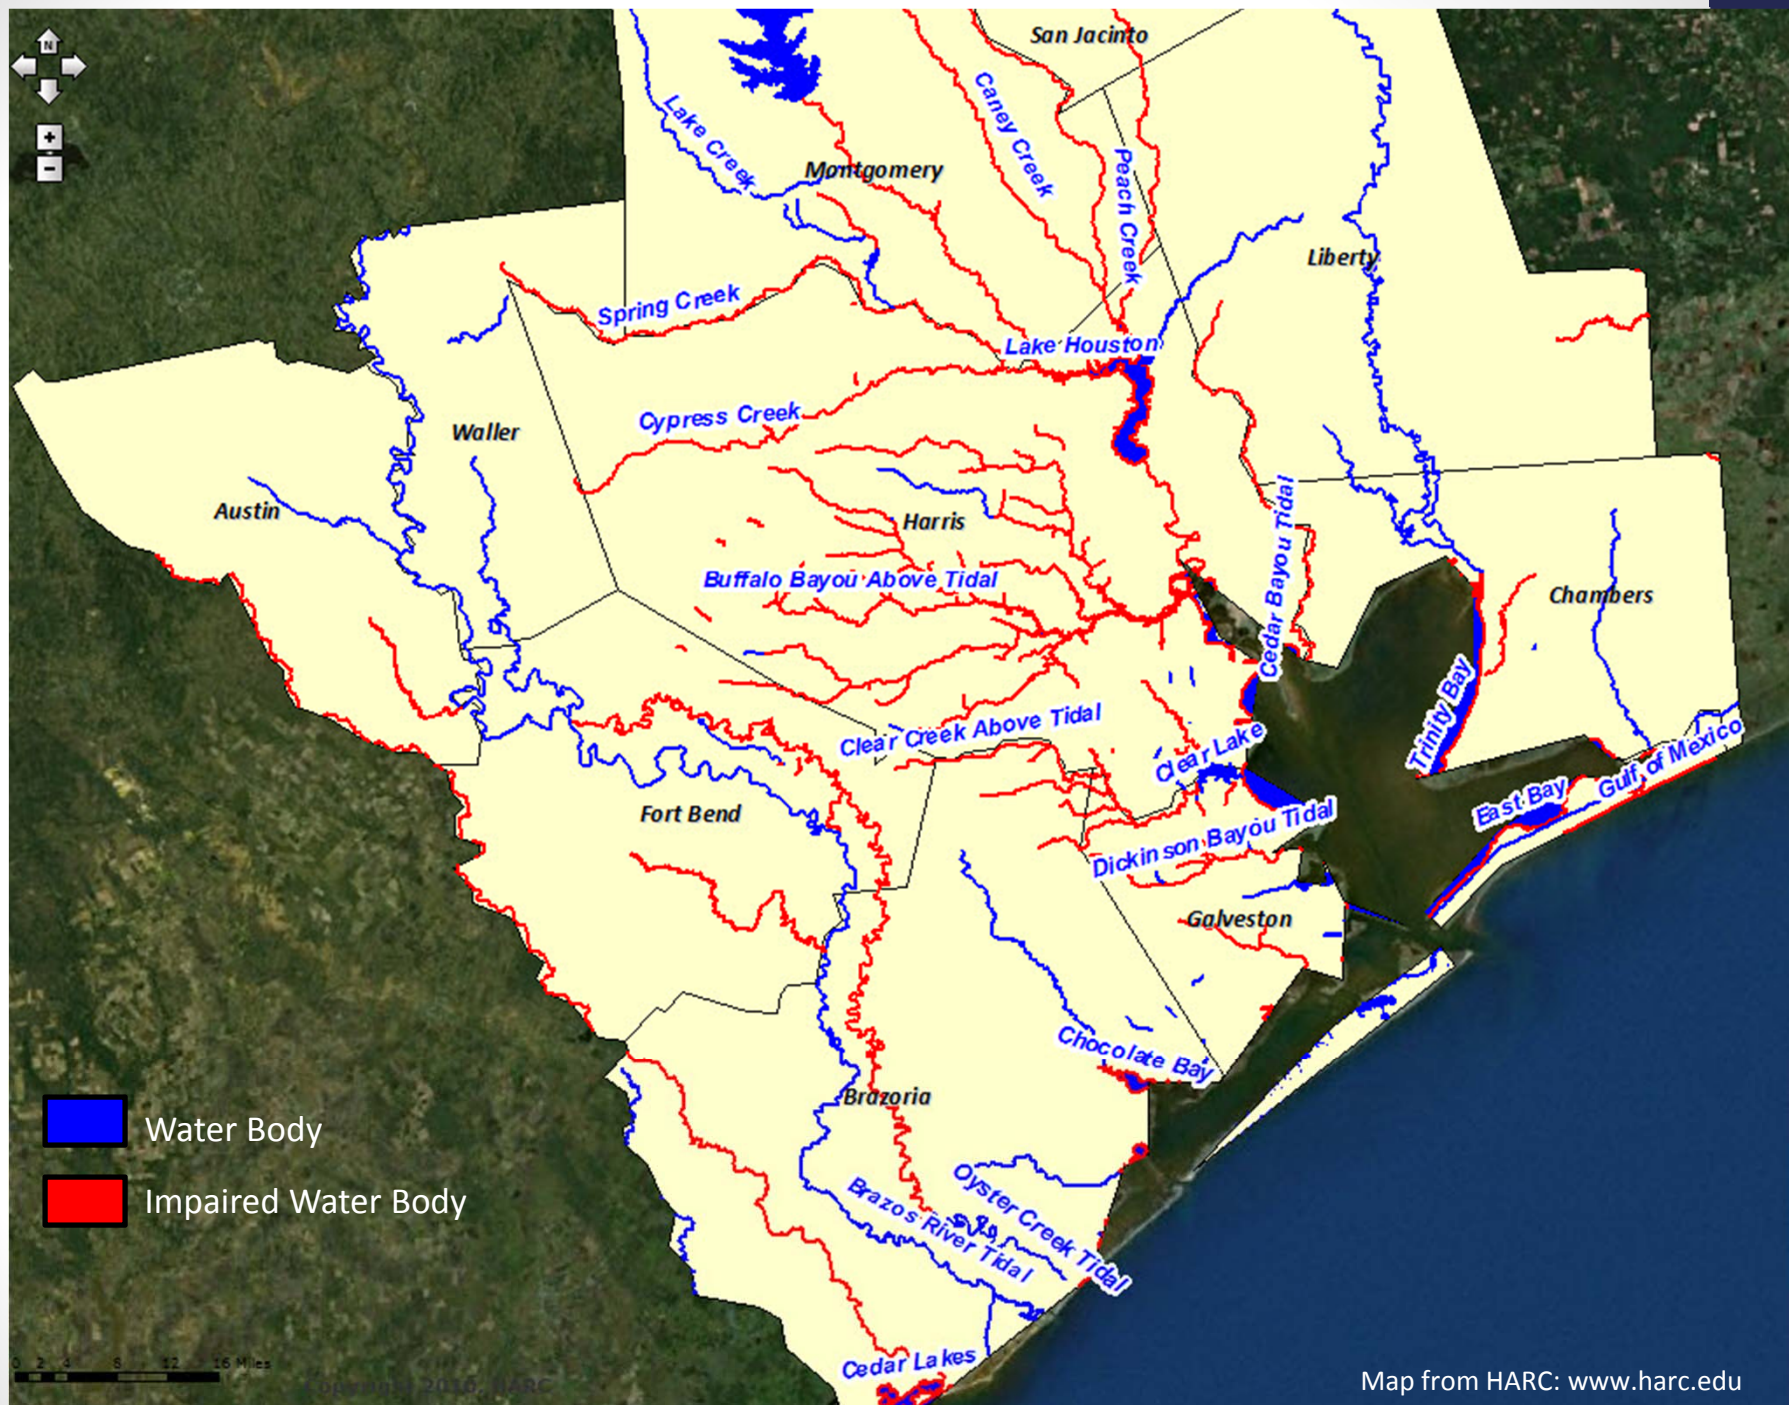 N
San Jacinto
Caney Creek
Lake Creek
Montgomery
Peach Creek
Liberty
Spring Creek
Lake Houston
Cypress Creek
Waller
Austin
Harris
Cedar Bayou Tidal
Buffalo Bayou Above Tidal
Chambers
Trinity Bay
Clear Creek Above Tidal
Clear Lake
Gulf of Mexico
East Bay
Fort Bend
Dickinson Bayou Tidal
Galveston
Chocolate Bay
Brazoria
Water Body
Impaired Water Body
Oyster Creek Tidal
Brazos River Tidal
Cedar Lakes
0 2 4 8 12 16 Miles
Copyright 2016, HARC
Map from HARC: www.harc.edu